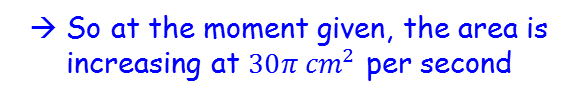 → So at the moment given, the area is
increasing at 30π cm² per second